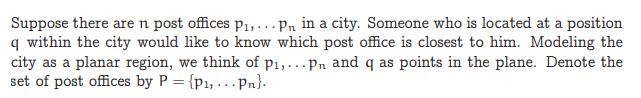 Suppose there are n post offices p₁, . . . pₙ in a city. Someone who is located at a position
q within the city would like to know which post office is closest to him. Modeling the
city as a planar region, we think of p₁, . . . pₙ and q as points in the plane. Denote the
set of post offices by P = {p₁, . . . pₙ}.